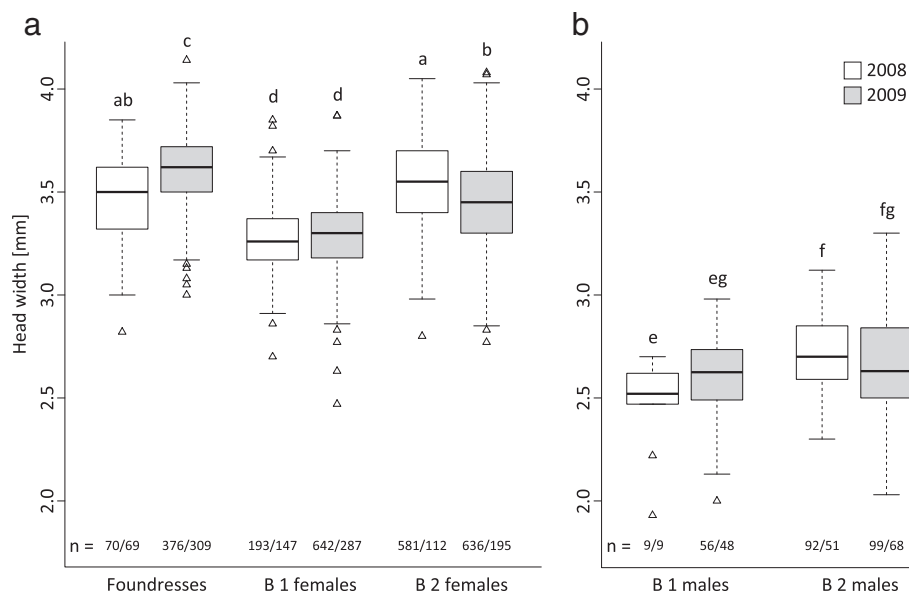 a
b
c
ab
d
d
a
b
4.0
3.5
3.0
2.5
2.0
Head width [mm]
n = 70/69 376/309 193/147 642/287 581/112 636/195
Foundresses B 1 females B 2 females
2008
2009
4.0
3.5
3.0
2.5
2.0
e
eg
f
fg
n = 9/9 56/48 92/51 99/68
B 1 males B 2 males